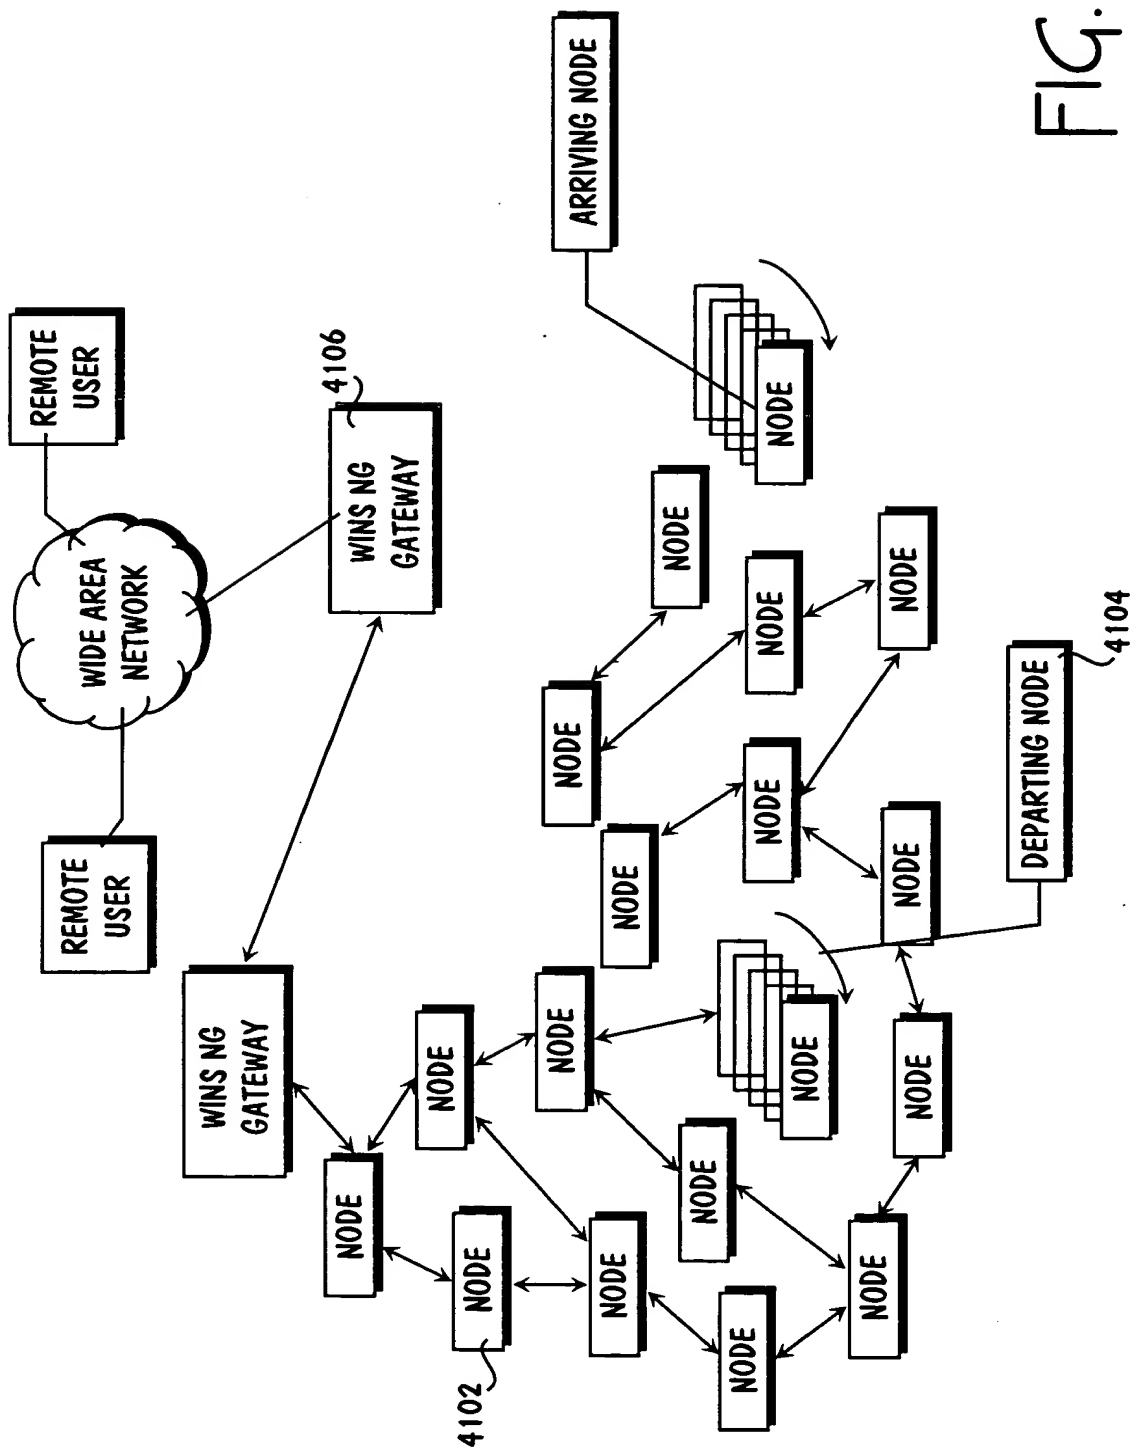 REMOTE
USER
WIDE AREA
NETWORK
REMOTE
USER
WINS NG
GATEWAY
4106
WINS NG
GATEWAY
NODE
NODE
4102
NODE
NODE
NODE
ARRIVING NODE
NODE
NODE
NODE
NODE
NODE
NODE
NODE
NODE
NODE
NODE
NODE
NODE
NODE
DEPARTING NODE
4104
FIG.